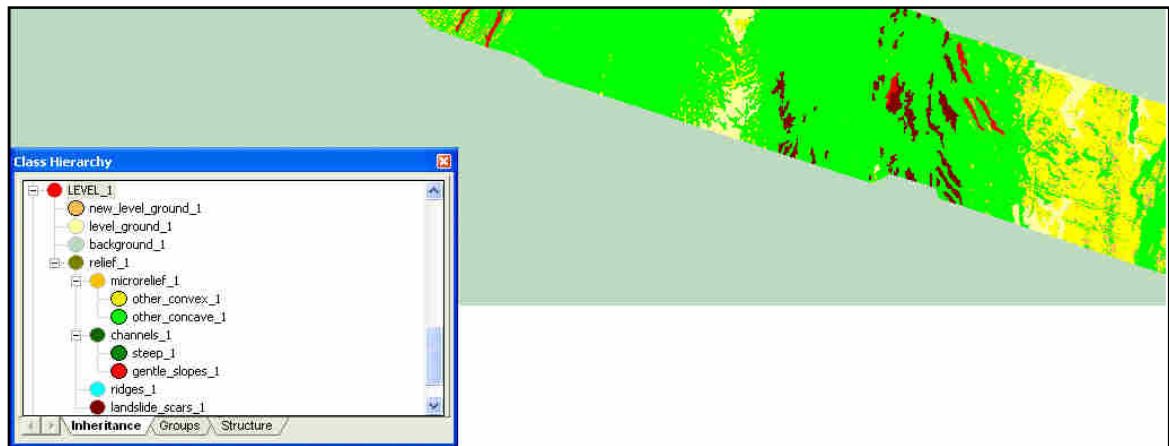 Class Hierarchy
LEVEL_1
new_level_ground_1
level_ground_1
background_1
relief_1
microrelief_1
other_convex_1
other_concave_1
channels_1
steep_1
gentle_slopes_1
ridges_1
landslide_scars_1
Inheritance Groups Structure